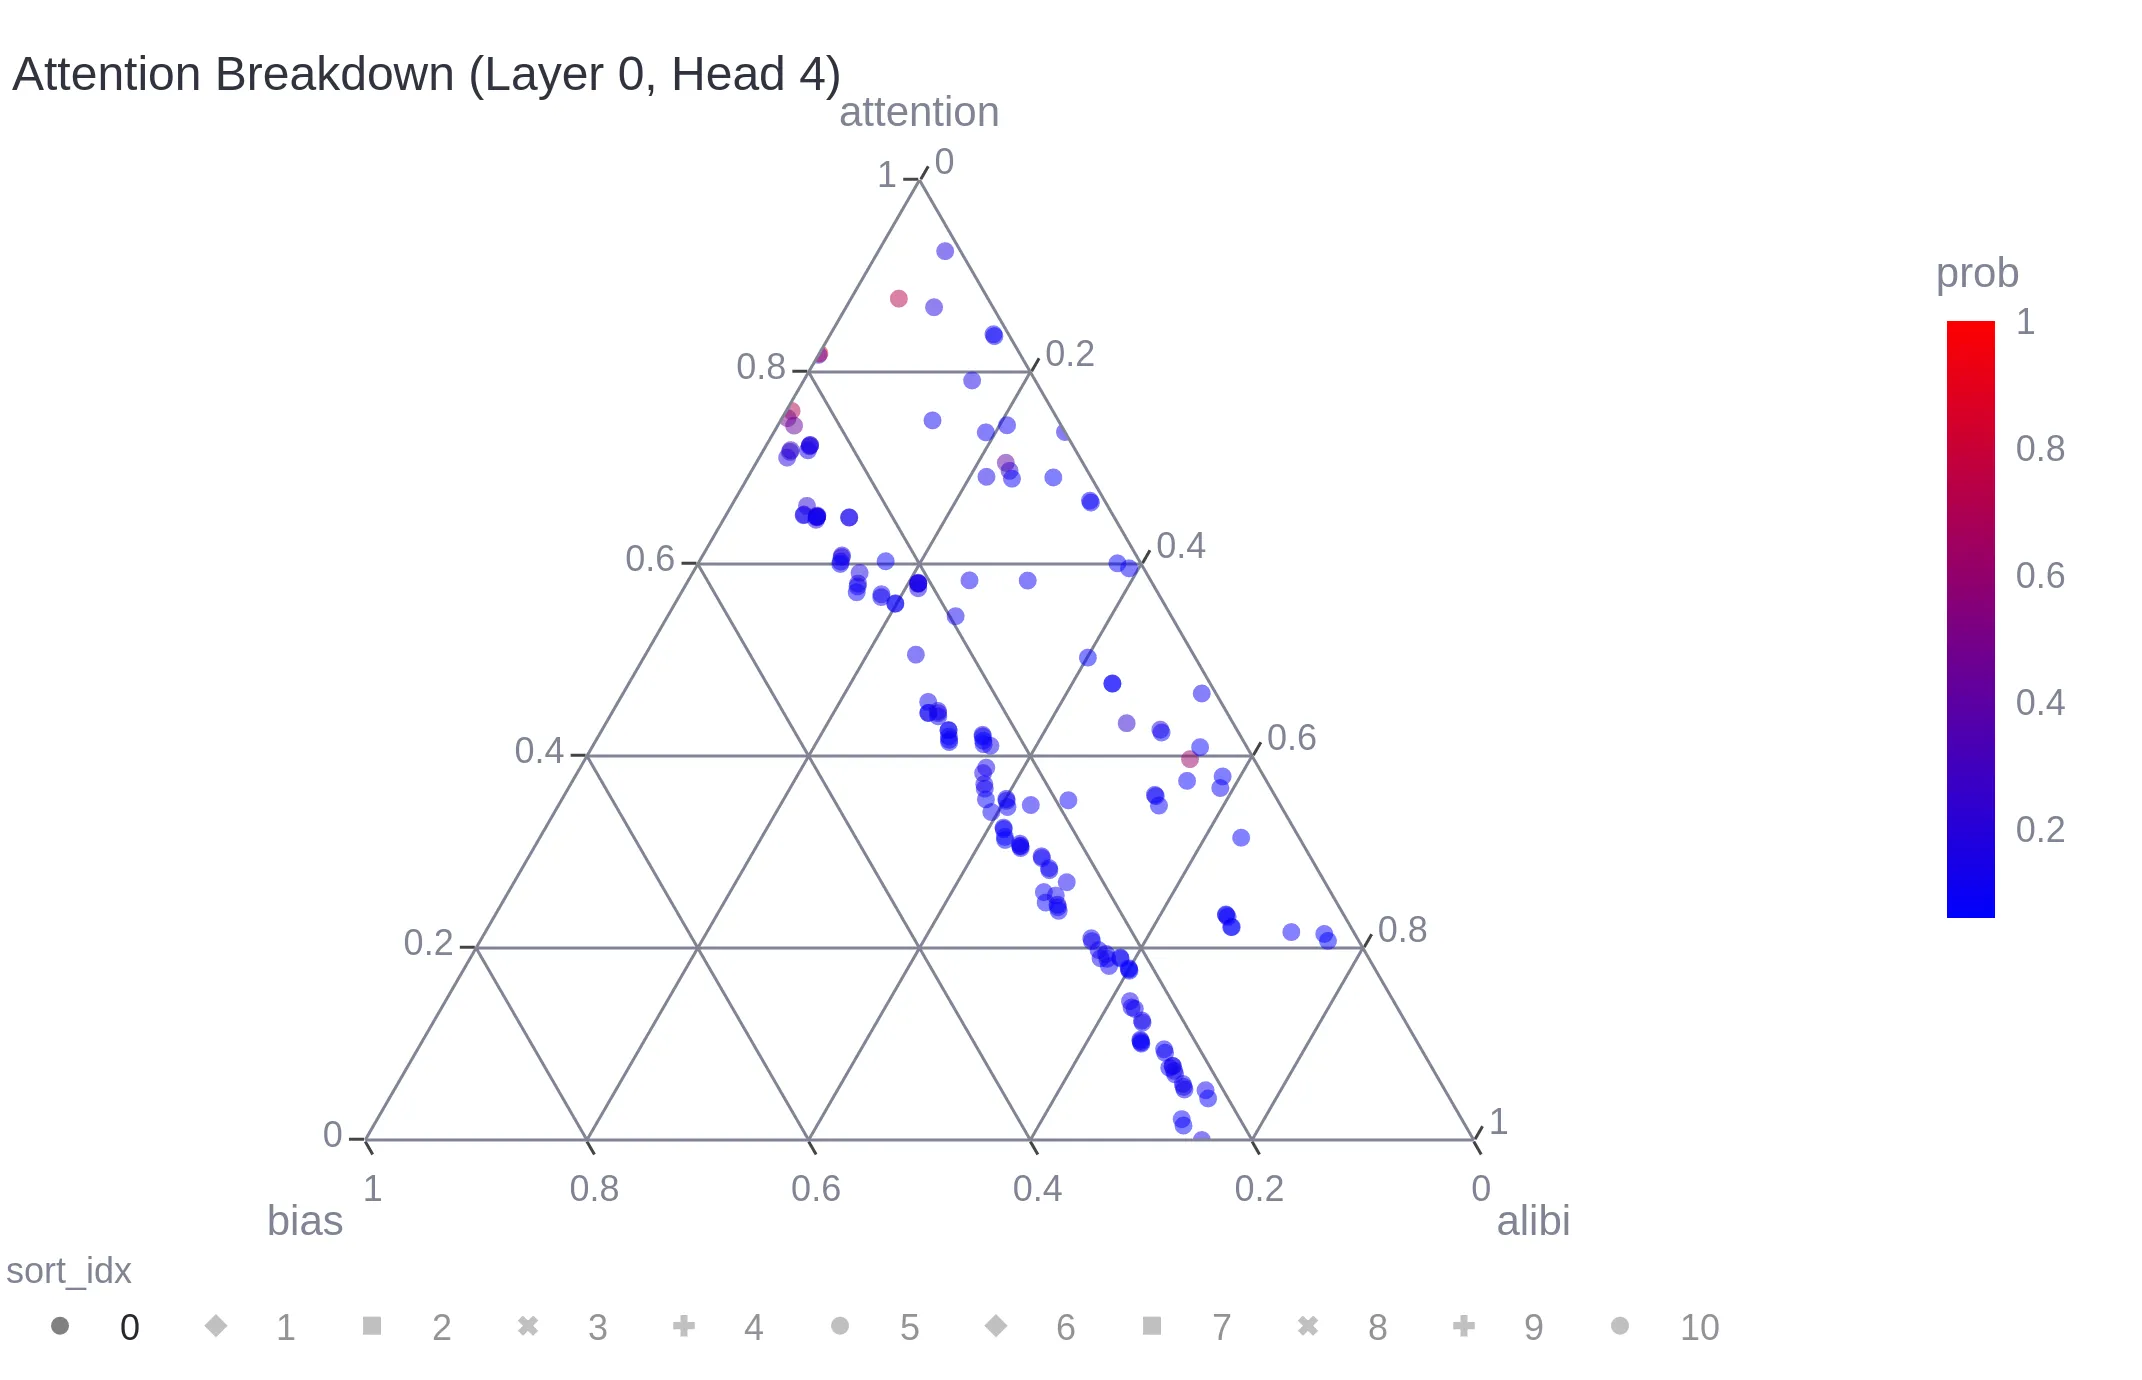 Attention Breakdown (Layer 0, Head 4)
attention
1 0
prob
1
0.8
0.6
0.4
0.2
0.8 0.2
0.6 0.4
0.4 0.6
0.2 0.8
0 1
1 0.8 0.6 0.4 0.2 0
bias alibi
sort_idx
0 1 2 3 4 5 6 7 8 9 10